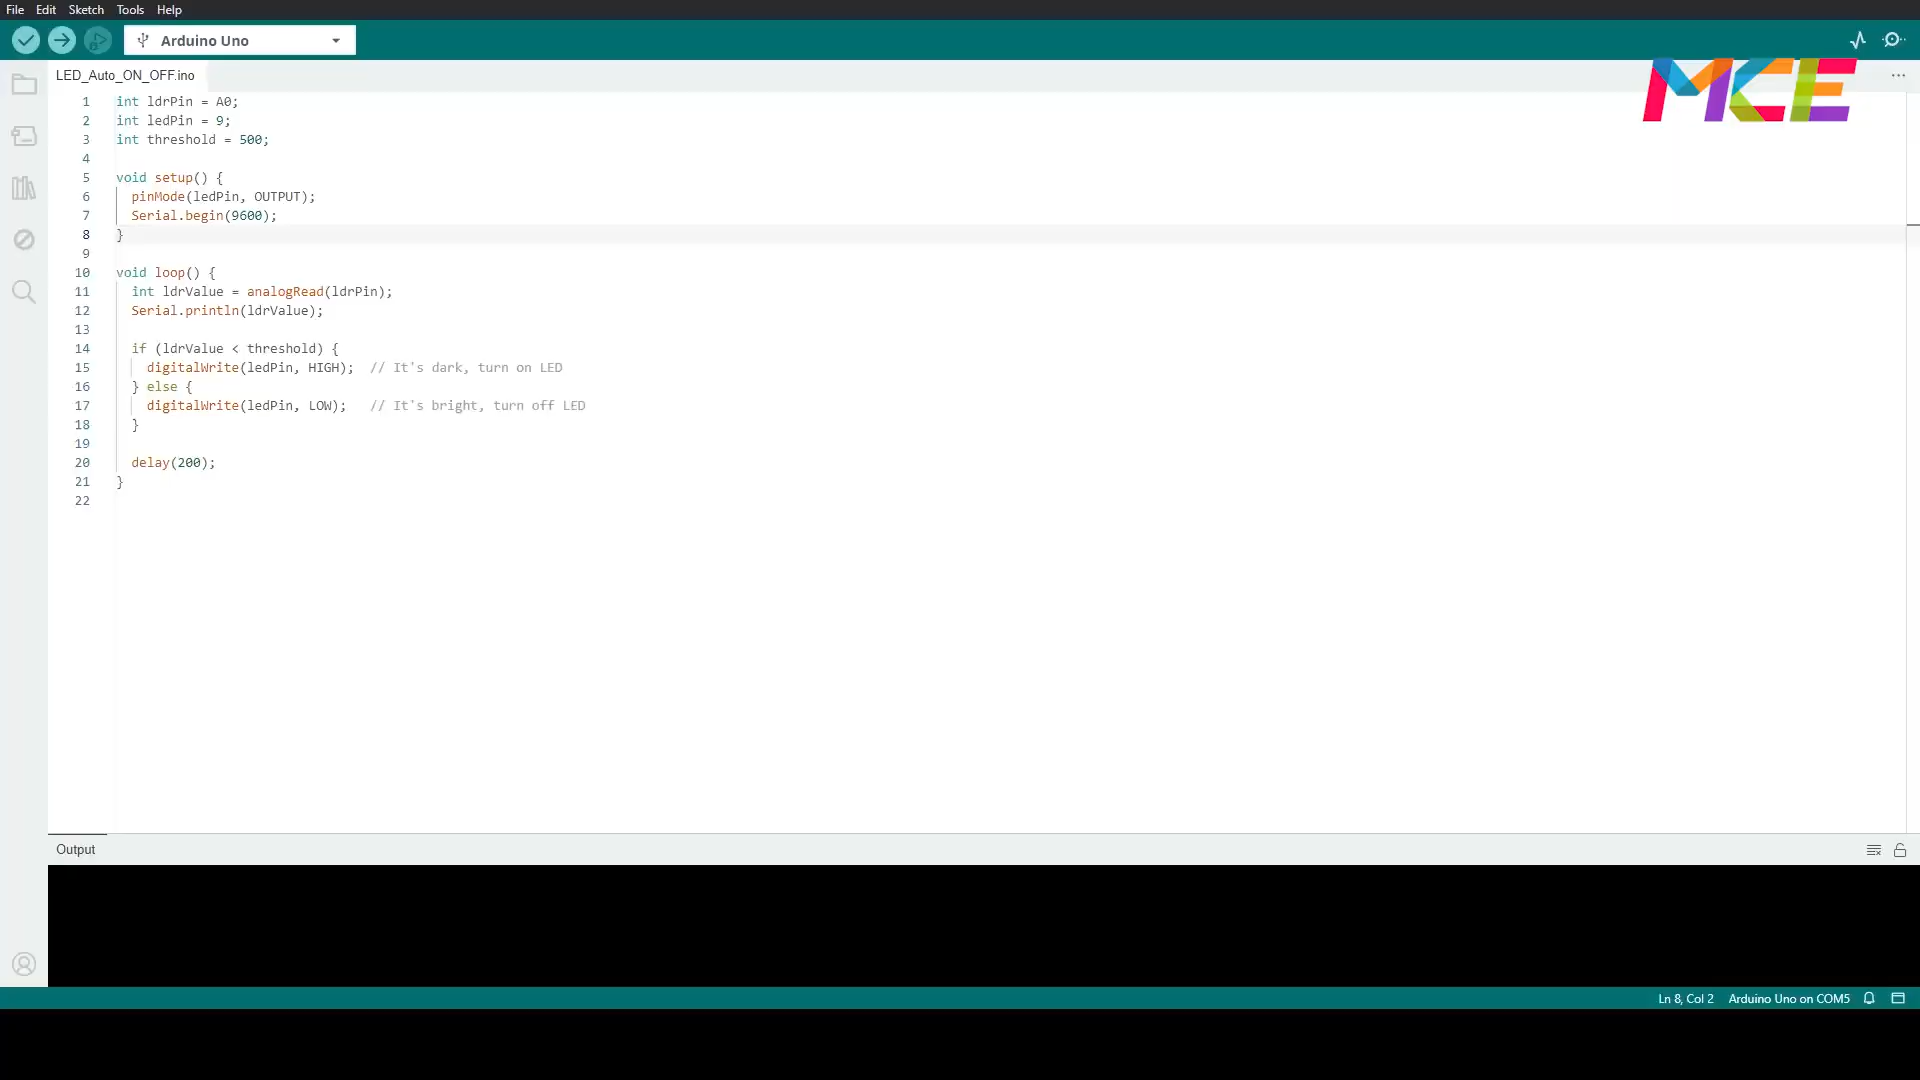 File Edit Sketch Tools Help
Arduino Uno
LED_Auto_ON_OFF.ino
MCE
1 int ldrPin = A0;
2 int ledPin = 9;
3 int threshold = 500;
4
5 void setup() {
6 pinMode(ledPin, OUTPUT);
7 Serial.begin(9600);
8 }
9
10 void loop() {
11 int ldrValue = analogRead(ldrPin);
12 Serial.println(ldrValue);
13
14 if (ldrValue < threshold) {
15 digitalWrite(ledPin, HIGH);  // It's dark, turn on LED
16 } else {
17 digitalWrite(ledPin, LOW);   // It's bright, turn off LED
18 }
19
20 delay(200);
21 }
22
Output
Ln 8, Col 2 Arduino Uno on COM5